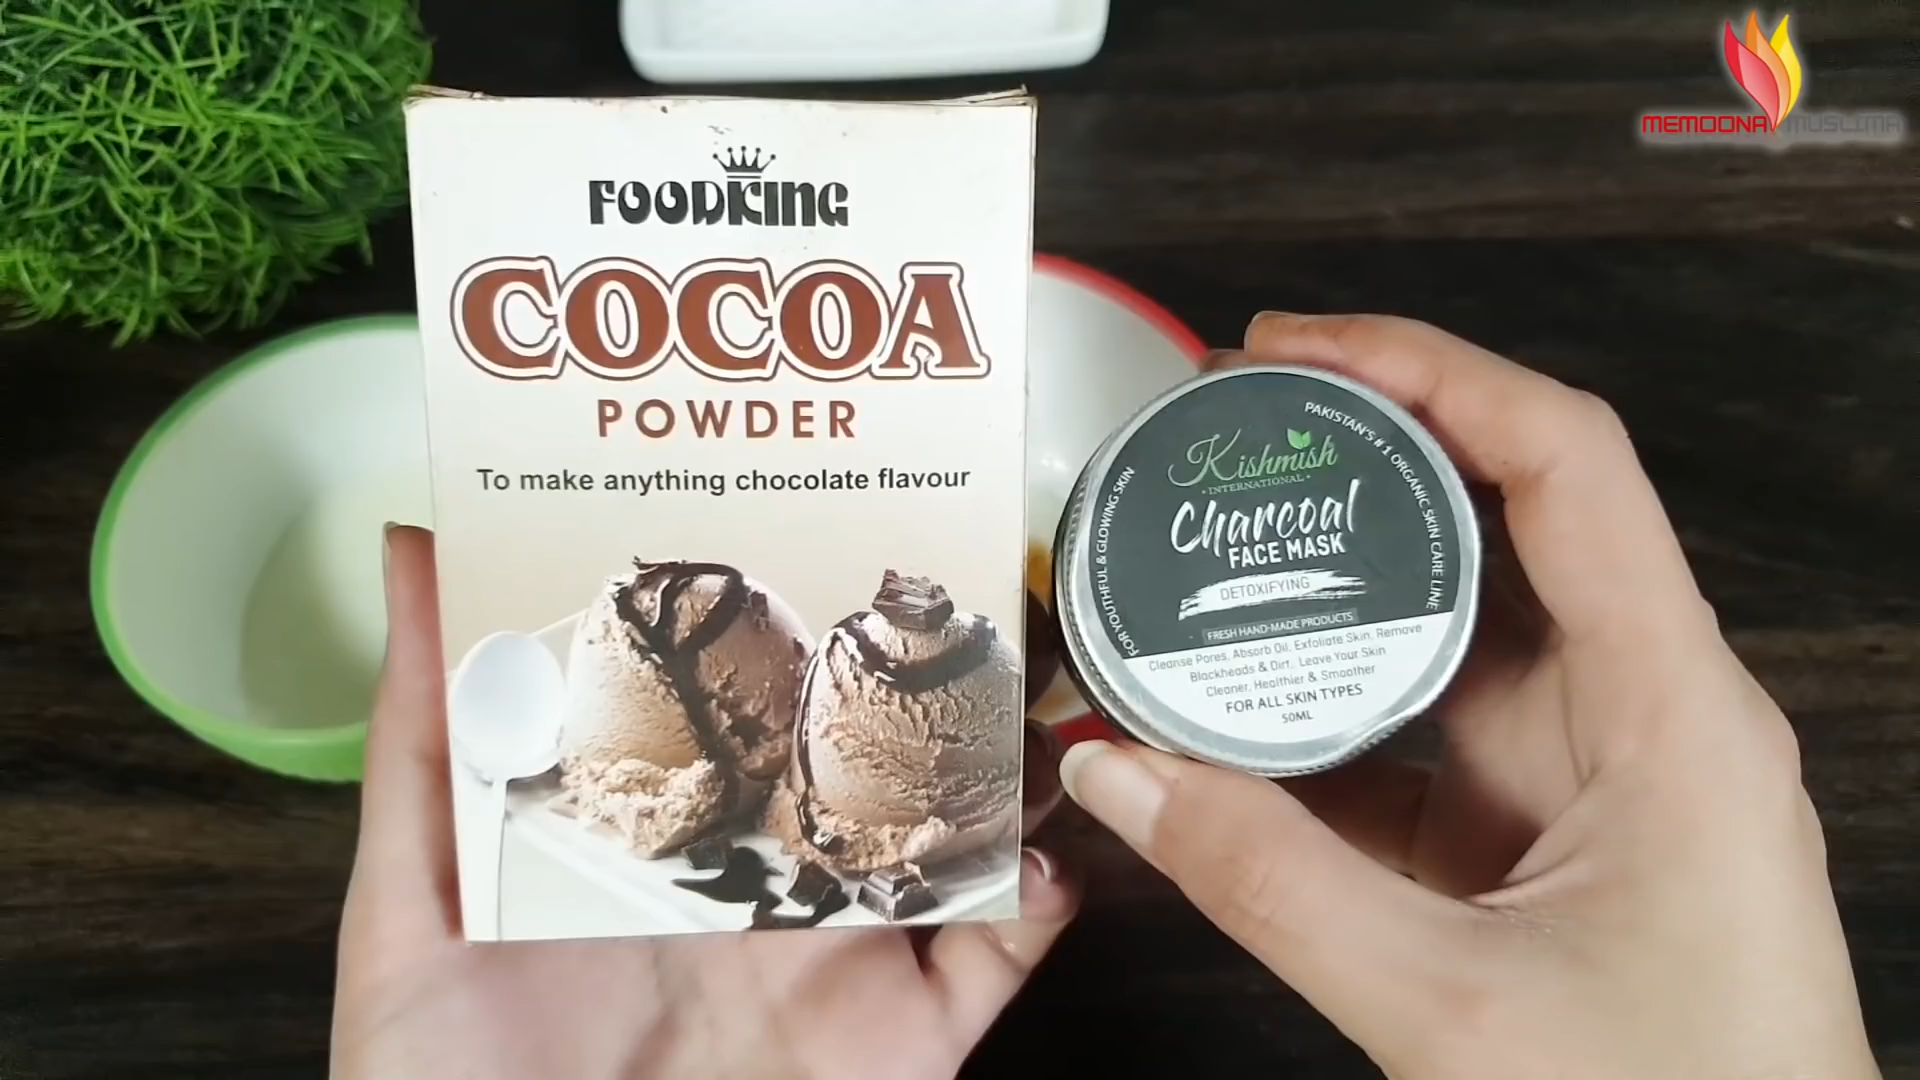 MEMOONA MUSLIMA
FOODKING
COCOA
POWDER
To make anything chocolate flavour
PAKISTAN'S #1 ORGANIC SKIN CARE LINE
FOR YOUTHFUL & GLOWING SKIN
Kishmish
• INTERNATIONAL •
Charcoal
FACE MASK
DETOXIFYING
FRESH HAND-MADE PRODUCTS
Cleanse Pores, Absorb Oil, Exfoliate Skin, Remove
Blackheads & Dirt, Leave Your Skin
Cleaner, Healthier & Smoother
FOR ALL SKIN TYPES
50ML